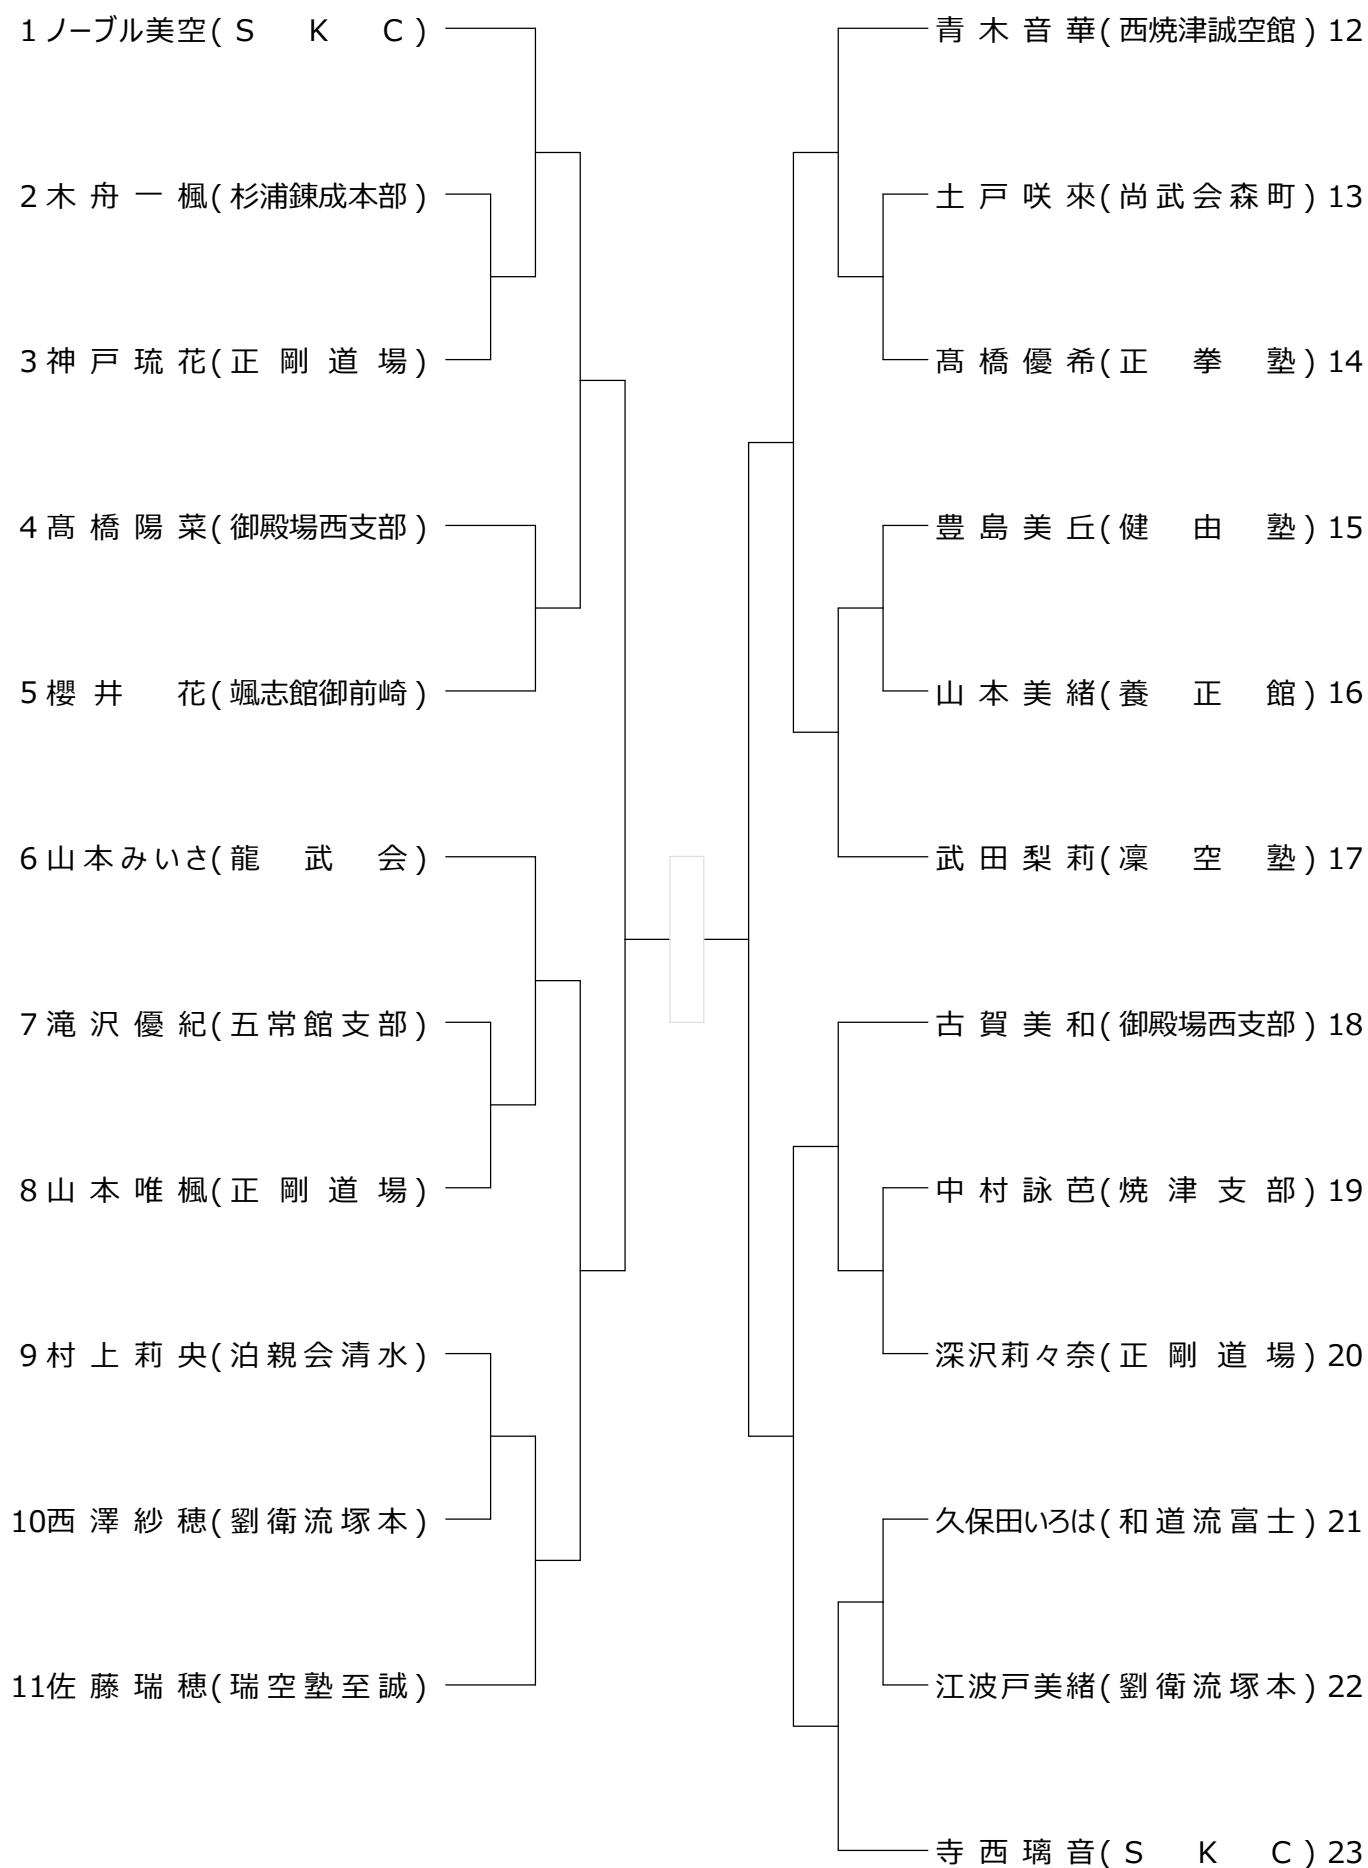 1 ノーブル美空( S K C )
2 木舟一楓( 杉浦錬成本部 )
3 神戸琉花( 正剛道場 )
4 髙橋陽菜( 御殿場西支部 )
5 櫻井 花( 颯志館御前崎 )
6 山本みいさ( 龍武会 )
7 滝沢優紀( 五常館支部 )
8 山本唯楓( 正剛道場 )
9 村上莉央( 泊親会清水 )
10 西澤紗穂( 劉衛流塚本 )
11 佐藤瑞穂( 瑞空塾至誠 )
青木音華( 西焼津誠空館 ) 12
土戸咲來( 尚武会森町 ) 13
髙橋優希( 正拳塾 ) 14
豊島美丘( 健由塾 ) 15
山本美緒( 養正館 ) 16
武田梨莉( 凜空塾 ) 17
古賀美和( 御殿場西支部 ) 18
中村詠芭( 焼津支部 ) 19
深沢莉々奈( 正剛道場 ) 20
久保田いろは( 和道流富士 ) 21
江波戸美緒( 劉衛流塚本 ) 22
寺西璃音( S K C ) 23